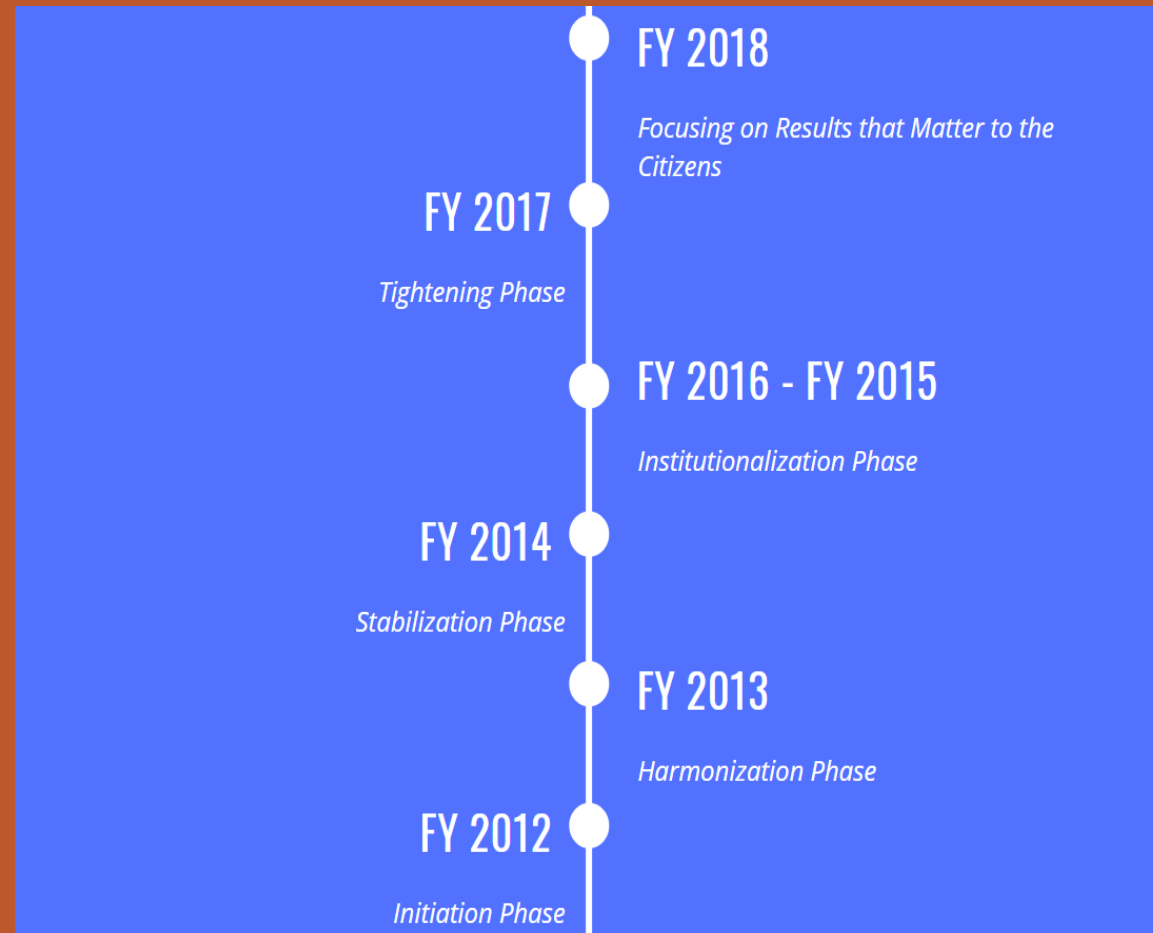 FY 2018
Focusing on Results that Matter to the
Citizens
FY 2017
Tightening Phase
FY 2016 - FY 2015
Institutionalization Phase
FY 2014
Stabilization Phase
FY 2013
Harmonization Phase
FY 2012
Initiation Phase